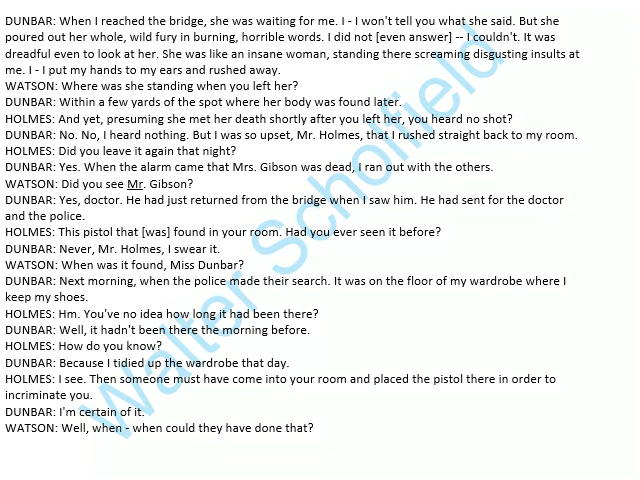 DUNBAR: When I reached the bridge, she was waiting for me. I - I won't tell you what she said. But she
poured out her whole, wild fury in burning, horrible words. I did not [even answer] -- I couldn't. It was
dreadful even to look at her. She was like an insane woman, standing there screaming disgusting insults at
me. I - I put my hands to my ears and rushed away.
WATSON: Where was she standing when you left her?
DUNBAR: Within a few yards of the spot where her body was found later.
HOLMES: And yet, presuming she met her death shortly after you left her, you heard no shot?
DUNBAR: No. No, I heard nothing. But I was so upset, Mr. Holmes, that I rushed straight back to my room.
HOLMES: Did you leave it again that night?
DUNBAR: Yes. When the alarm came that Mrs. Gibson was dead, I ran out with the others.
WATSON: Did you see Mr. Gibson?
DUNBAR: Yes, doctor. He had just returned from the bridge when I saw him. He had sent for the doctor
and the police.
HOLMES: This pistol that [was] found in your room. Had you ever seen it before?
DUNBAR: Never, Mr. Holmes, I swear it.
WATSON: When was it found, Miss Dunbar?
DUNBAR: Next morning, when the police made their search. It was on the floor of my wardrobe where I
keep my shoes.
HOLMES: Hm. You've no idea how long it had been there?
DUNBAR: Well, it hadn't been there the morning before.
HOLMES: How do you know?
DUNBAR: Because I tidied up the wardrobe that day.
HOLMES: I see. Then someone must have come into your room and placed the pistol there in order to
incriminate you.
DUNBAR: I'm certain of it.
WATSON: Well, when - when could they have done that?
Walter Scholfield